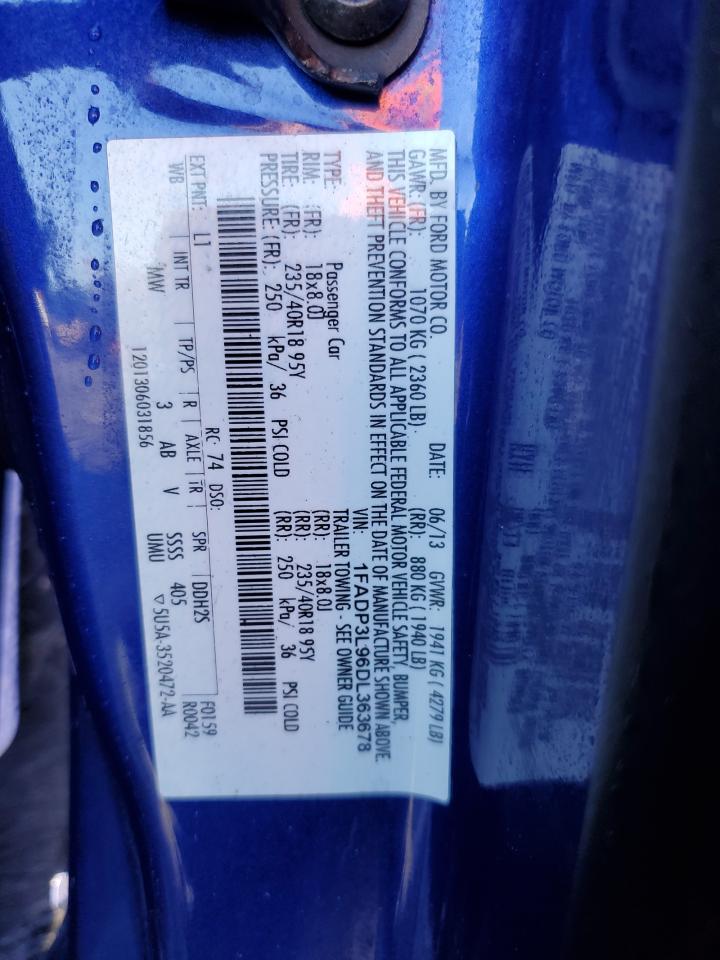 MFD. BY FORD MOTOR CO.
DATE: 06/13 GVWR: 1941 KG ( 4279 LB)
GAWR: (FR): 1070 KG ( 2360 LB). (RR): 880 KG ( 1940 LB)
THIS VEHICLE CONFORMS TO ALL APPLICABLE FEDERAL MOTOR VEHICLE SAFETY, BUMPER,
AND THEFT PREVENTION STANDARDS IN EFFECT ON THE DATE OF MANUFACTURE SHOWN ABOVE.
VIN: 1FADP3L96DL363678
TYPE: Passenger Car TRAILER TOWING - SEE OWNER GUIDE
RIM: (FR): 18x8.0J (RR): 18x8.0J
TIRE: (FR): 235/40R18 95Y (RR): 235/40R18 95Y
PRESSURE: (FR): 250 kPa/ 36 PSI COLD (RR): 250 kPa/ 36 PSI COLD
RC: 74 DSO: F0159
EXT PNT: L1 R0042
WB INT TR TP/PS R AXLE TR SPR DDH2S
MW 3 AB V SSSS 405
UMU
1201306031856 ▽5U5A-3520472-AA